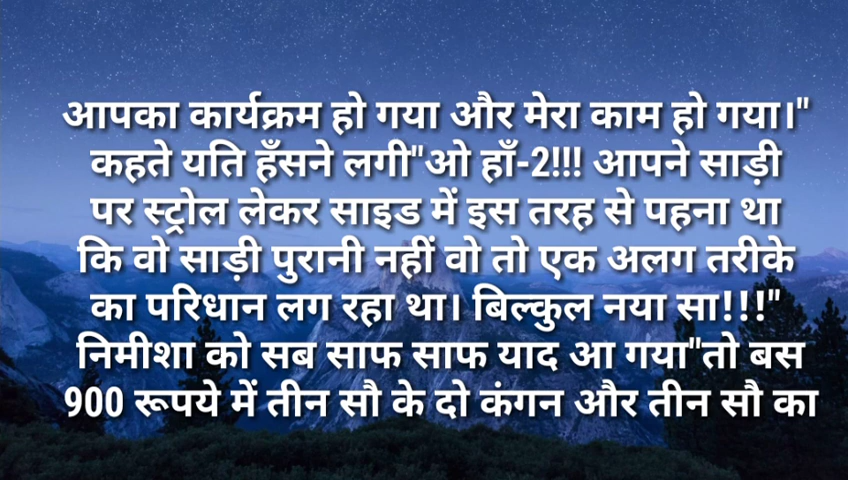 आपका कार्यक्रम हो गया और मेरा काम हो गया।"
कहते यति हँसने लगी"ओ हाँ-2!!! आपने साड़ी
पर स्ट्रोल लेकर साइड में इस तरह से पहना था
कि वो साड़ी पुरानी नहीं वो तो एक अलग तरीके
का परिधान लग रहा था। बिल्कुल नया सा!!!"
निमीशा को सब साफ साफ याद आ गया"तो बस
900 रूपये में तीन सौ के दो कंगन और तीन सौ का